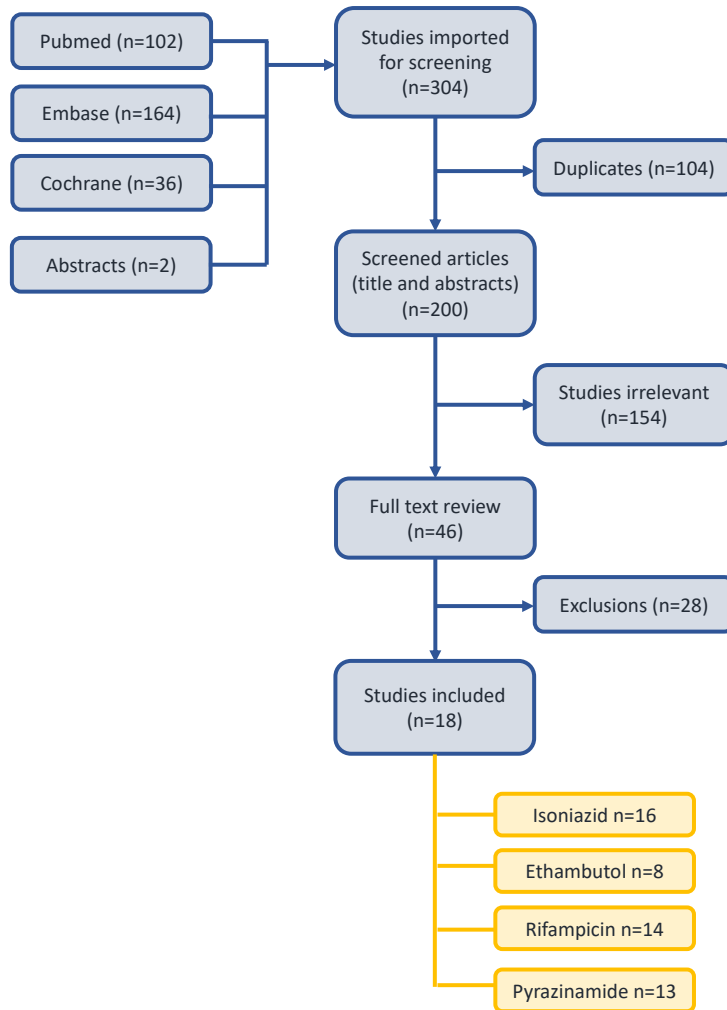 Pubmed (n=102)
Embase (n=164)
Cochrane (n=36)
Abstracts (n=2)
Studies imported
for screening
(n=304)
Duplicates (n=104)
Screened articles
(title and abstracts)
(n=200)
Studies irrelevant
(n=154)
Full text review
(n=46)
Exclusions (n=28)
Studies included
(n=18)
Isoniazid n=16
Ethambutol n=8
Rifampicin n=14
Pyrazinamide n=13